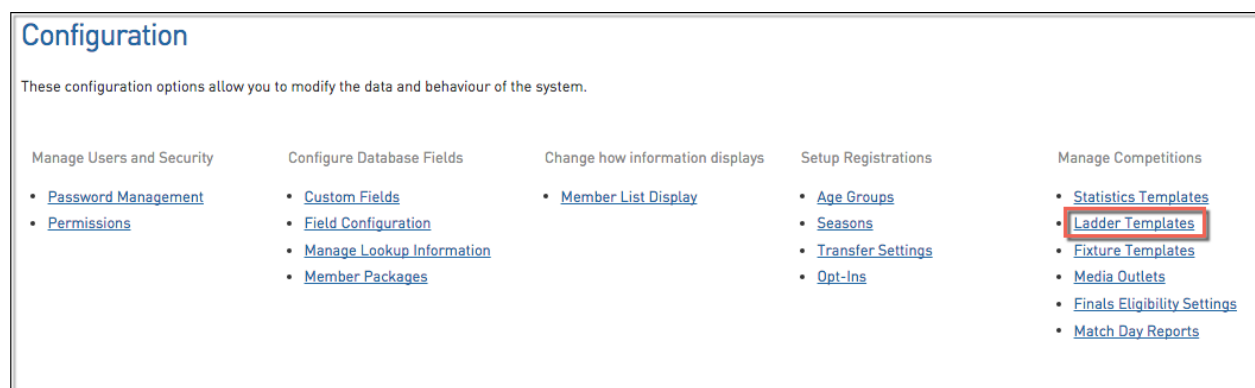 Configuration
These configuration options allow you to modify the data and behaviour of the system.
Manage Users and Security
• Password Management
• Permissions
Configure Database Fields
• Custom Fields
• Field Configuration
• Manage Lookup Information
• Member Packages
Change how information displays
• Member List Display
Setup Registrations
• Age Groups
• Seasons
• Transfer Settings
• Opt-Ins
Manage Competitions
• Statistics Templates
• Ladder Templates
• Fixture Templates
• Media Outlets
• Finals Eligibility Settings
• Match Day Reports